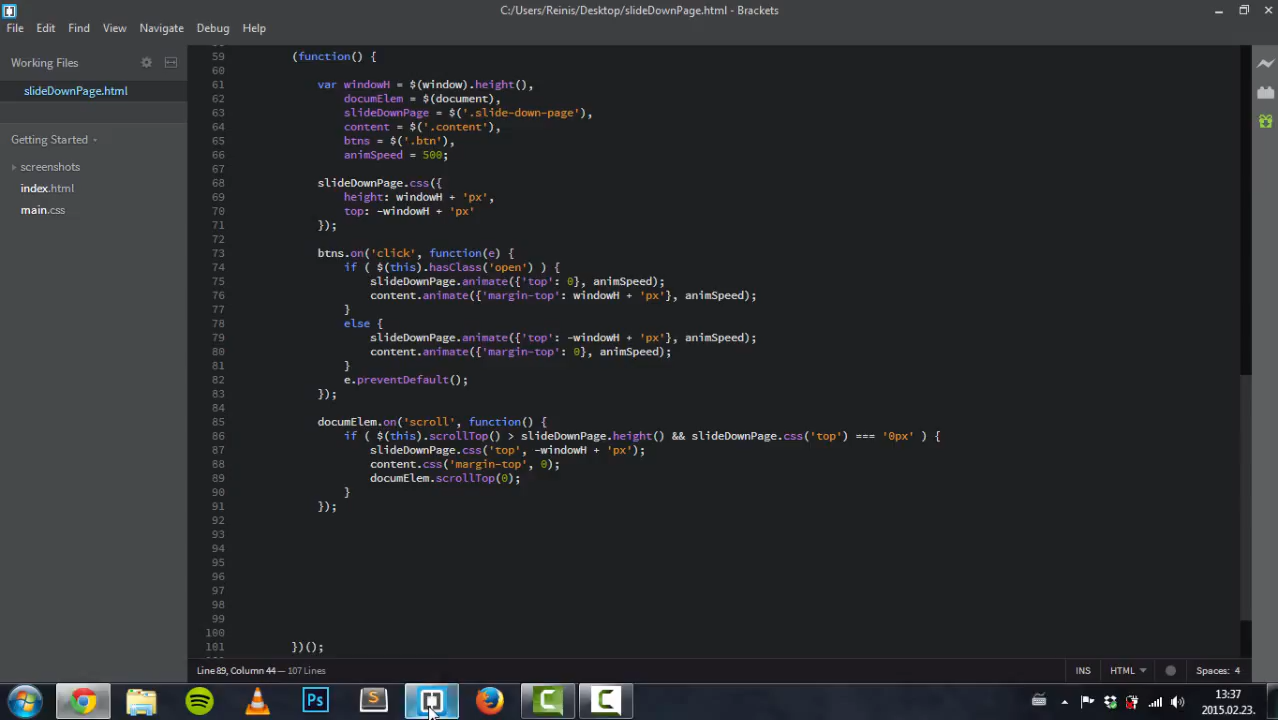 C:/Users/Reinis/Desktop/slideDownPage.html - Brackets
File Edit Find View Navigate Debug Help
Working Files
slideDownPage.html
Getting Started
screenshots
index.html
main.css
59 (function() {
60
61 var windowH = $(window).height(),
62 documElem = $(document),
63 slideDownPage = $('.slide-down-page'),
64 content = $('.content'),
65 btns = $('.btn'),
66 animSpeed = 500;
67
68 slideDownPage.css({
69 height: windowH + 'px',
70 top: -windowH + 'px'
71 });
72
73 btns.on('click', function(e) {
74 if ( $(this).hasClass('open') ) {
75 slideDownPage.animate({'top': 0}, animSpeed);
76 content.animate({'margin-top': windowH + 'px'}, animSpeed);
77 }
78 else {
79 slideDownPage.animate({'top': -windowH + 'px'}, animSpeed);
80 content.animate({'margin-top': 0}, animSpeed);
81 }
82 e.preventDefault();
83 });
84
85 documElem.on('scroll', function() {
86 if ( $(this).scrollTop() > slideDownPage.height() && slideDownPage.css('top') === '0px' ) {
87 slideDownPage.css('top', -windowH + 'px');
88 content.css('margin-top', 0);
89 documElem.scrollTop(0);
90 }
91 });
92
93
94
95
96
97
98
99
100
101 })();
Line 89, Column 44 — 107 Lines
INS HTML Spaces: 4
Ps S C C
13:37
2015.02.23.